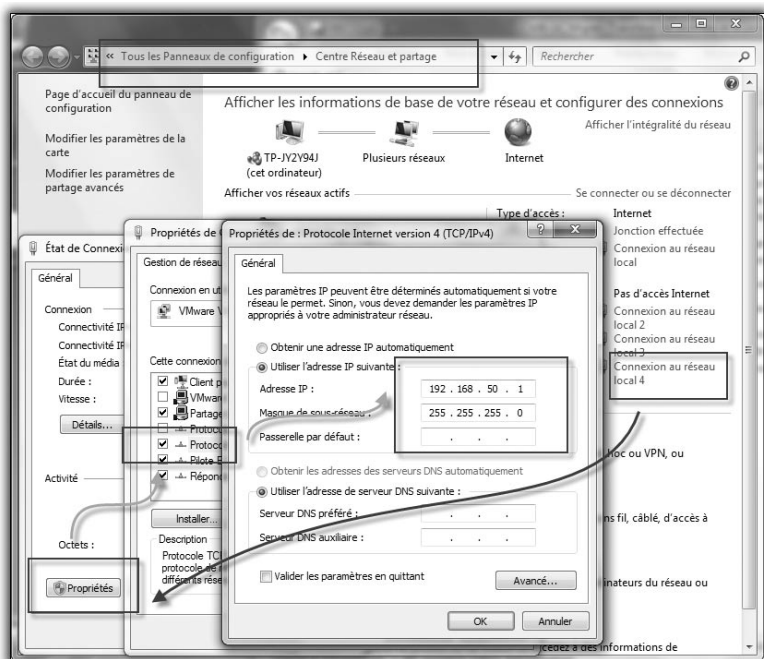 Tous les Panneaux de configuration
Centre Réseau et partage
Rechercher
Page d'accueil du panneau de
configuration
Modifier les paramètres de la
carte
Modifier les paramètres de
partage avancés
Afficher les informations de base de votre réseau et configurer des connexions
Afficher l'intégralité du réseau
TP-JY2Y94J
(cet ordinateur)
Plusieurs réseaux
Internet
Afficher vos réseaux actifs
Se connecter ou se déconnecter
Type d'accès :
Internet
Jonction effectuée
Connexion au réseau
local
Pas d'accès Internet
Connexion au réseau
local 2
Connexion au réseau
local 3
Connexion au réseau
local 4
hoc ou VPN, ou
ns fil, câblé, d'accès à
inateurs du réseau ou
cédez à des informations de
État de Connexi
Général
Connexion
Connectivité IP
Connectivité IP
État du média
Durée :
Vitesse :
Détails...
Activité
Octets :
Propriétés
Propriétés de C
Gestion de réseau
Connexion en ut
VMware V
Cette connexion
Client p
VMwar
Partage
Protoco
Protoco
Pilote E
Répon
Installer...
Description
Protocole TCP
protocole de
différents rése
Propriétés de : Protocole Internet version 4 (TCP/IPv4)
Général
Les paramètres IP peuvent être déterminés automatiquement si votre
réseau le permet. Sinon, vous devez demander les paramètres IP
appropriés à votre administrateur réseau.
Obtenir une adresse IP automatiquement
Utiliser l'adresse IP suivante :
Adresse IP :
192 . 168 . 50 . 1
Masque de sous-réseau :
255 . 255 . 255 . 0
Passerelle par défaut :
. . .
Obtenir les adresses des serveurs DNS automatiquement
Utiliser l'adresse de serveur DNS suivante :
Serveur DNS préféré :
. . .
Serveur DNS auxiliaire :
. . .
Valider les paramètres en quittant
Avancé...
OK
Annuler